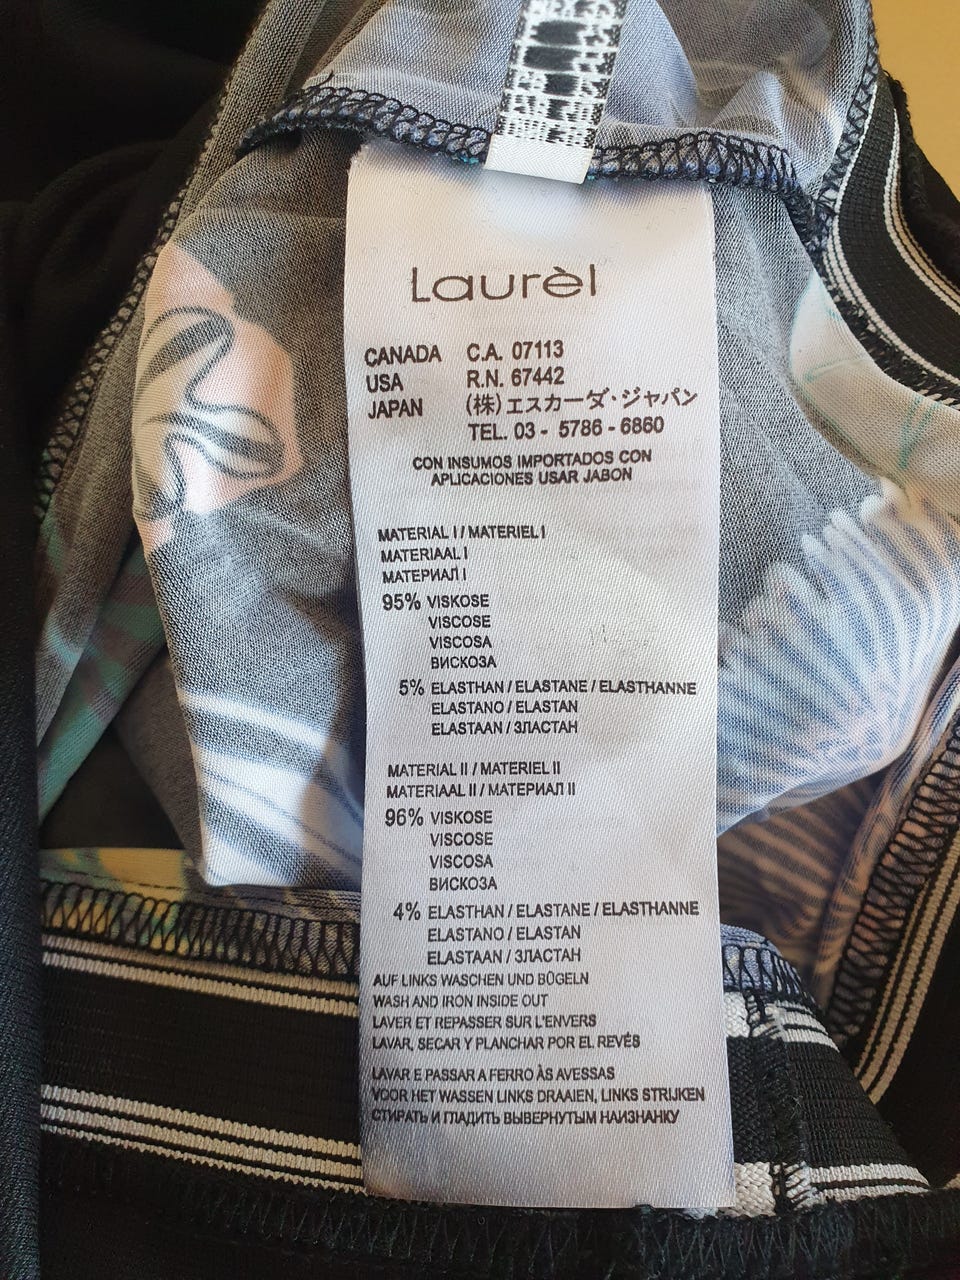 Laurèl
CANADA C.A. 07113
USA R.N. 67442
JAPAN (株)エスカーダ・ジャパン
TEL. 03 - 5786 - 6860
CON INSUMOS IMPORTADOS CON
APLICACIONES USAR JABON
MATERIAL I / MATERIEL I
MATERIAAL I
МАТЕРИАЛ I
95% VISKOSE
VISCOSE
VISCOSA
ВИСКОЗА
5% ELASTHAN / ELASTANE / ELASTHANNE
ELASTANO / ELASTAN
ELASTAAN / ЗЛАСТАН
MATERIAL II / MATERIEL II
MATERIAAL II / МАТЕРИАЛ II
96% VISKOSE
VISCOSE
VISCOSA
ВИСКОЗА
4% ELASTHAN / ELASTANE / ELASTHANNE
ELASTANO / ELASTAN
ELASTAAN / ЗЛАСТАН
AUF LINKS WASCHEN UND BÜGELN
WASH AND IRON INSIDE OUT
LAVER ET REPASSER SUR L'ENVERS
LAVAR, SECAR Y PLANCHAR POR EL REVÉS
LAVAR E PASSAR A FERRO ÀS AVESSAS
VOOR HET WASSEN LINKS DRAAIEN, LINKS STRIJKEN
СТИРАТЬ И ГЛАДИТЬ ВЫВЕРНУТЫМ НАИЗНАНКУ